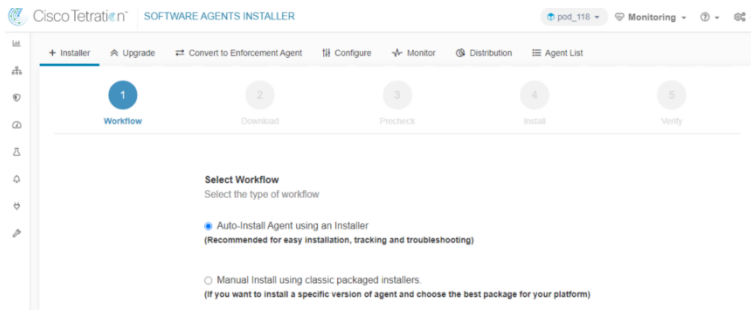 Cisco Tetration™ SOFTWARE AGENTS INSTALLER pod_118 Monitoring
Installer Upgrade Convert to Enforcement Agent Configure Monitor Distribution Agent List
1 2 3 4 5
Workflow Download Precheck Install Verify
Select Workflow
Select the type of workflow
Auto-Install Agent using an Installer
(Recommended for easy installation, tracking and troubleshooting)
Manual Install using classic packaged installers.
(If you want to install a specific version of agent and choose the best package for your platform)